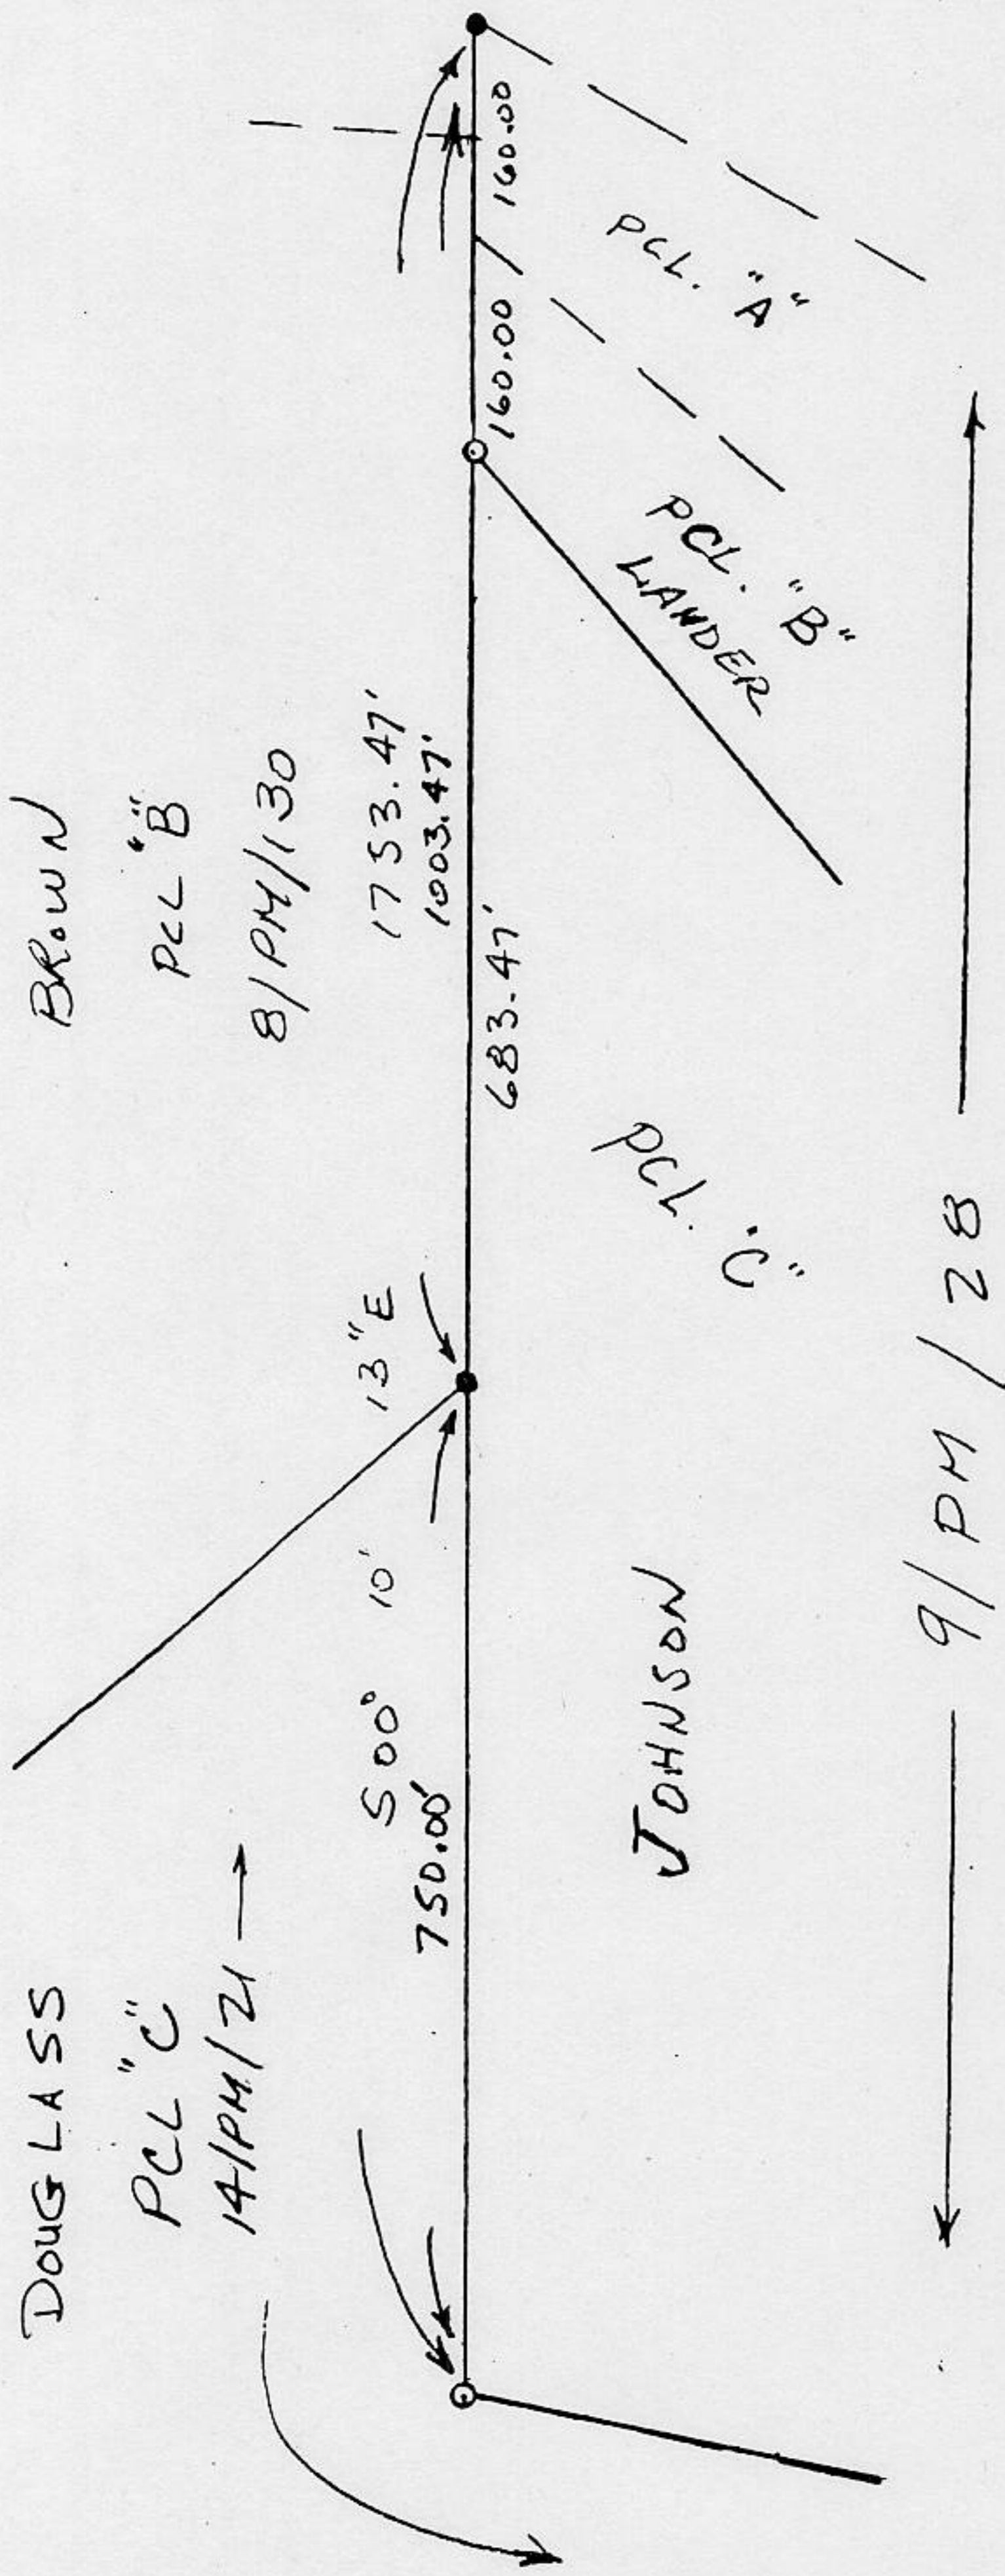 DOUGLASS
PCL "C"
14/PM/21
BROWN
PCL "B"
8/PM/130
S 00° 10' 13" E
1753.47'
750.00'
1003.47'
683.47'
160.00
160.00
PCL. "A"
PCL. "B"
LANDER
PCL. "C"
JOHNSON
9/PM/28